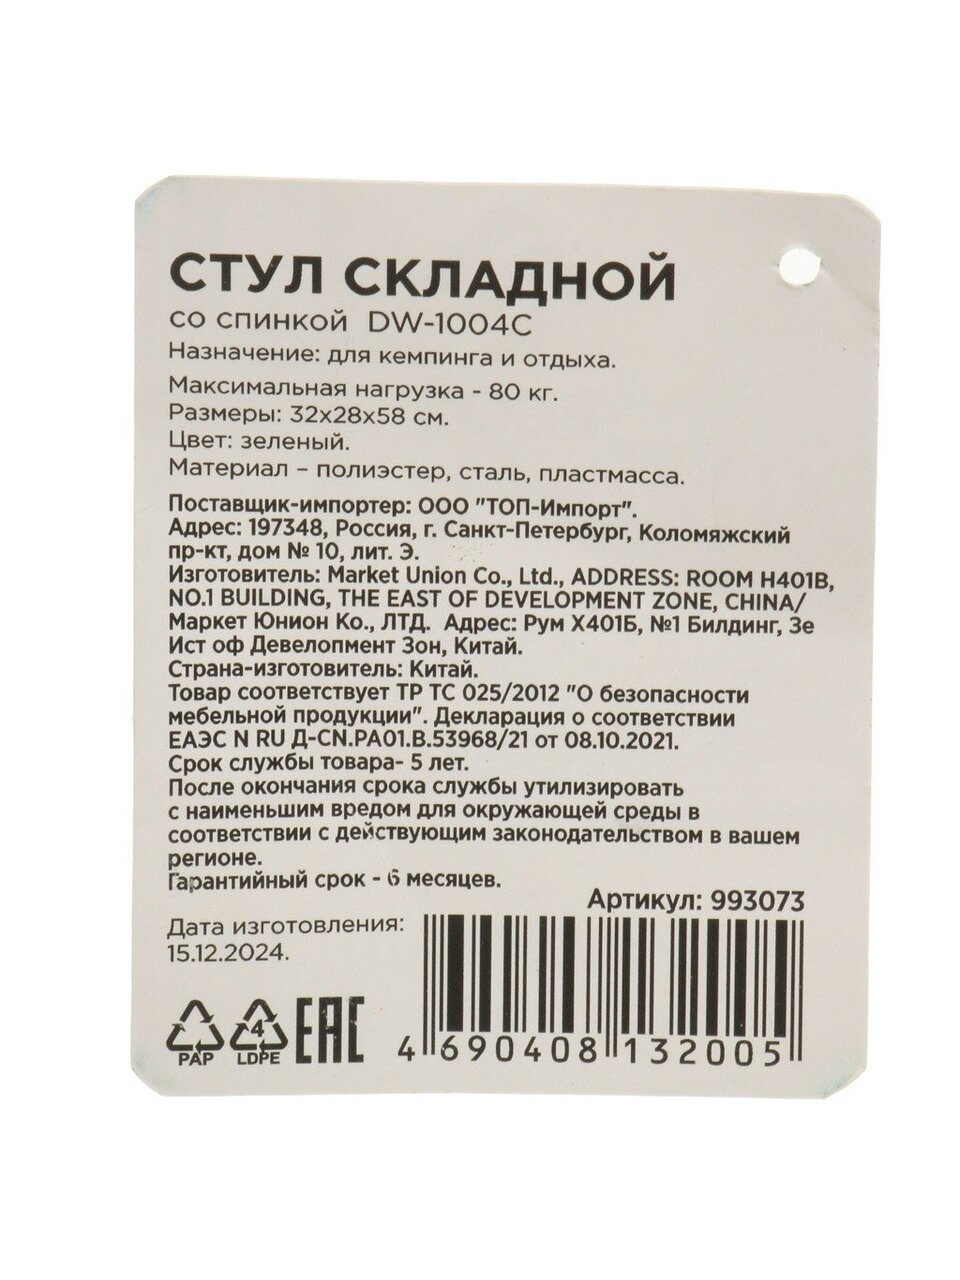 СТУЛ СКЛАДНОЙ
со спинкой DW-1004C
Назначение: для кемпинга и отдыха.
Максимальная нагрузка - 80 кг.
Размеры: 32х28х58 см.
Цвет: зеленый.
Материал – полиэстер, сталь, пластмасса.
Поставщик-импортер: ООО "ТОП-Импорт".
Адрес: 197348, Россия, г. Санкт-Петербург, Коломяжский
пр-кт, дом № 10, лит. Э.
Изготовитель: Market Union Co., Ltd., ADDRESS: ROOM H401B,
NO.1 BUILDING, THE EAST OF DEVELOPMENT ZONE, CHINA/
Маркет Юнион Ко., ЛТД. Адрес: Рум Х401Б, №1 Билдинг, Зе
Ист оф Девелопмент Зон, Китай.
Страна-изготовитель: Китай.
Товар соответствует ТР ТС 025/2012 "О безопасности
мебельной продукции". Декларация о соответствии
ЕАЭС N RU Д-CN.РА01.В.53968/21 от 08.10.2021.
Срок службы товара- 5 лет.
После окончания срока службы утилизировать
с наименьшим вредом для окружающей среды в
соответствии с действующим законодательством в вашем
регионе.
Гарантийный срок - 6 месяцев.
Артикул: 993073
Дата изготовления:
15.12.2024.
PAP
4
LDPE
EAC
4 690408 132005